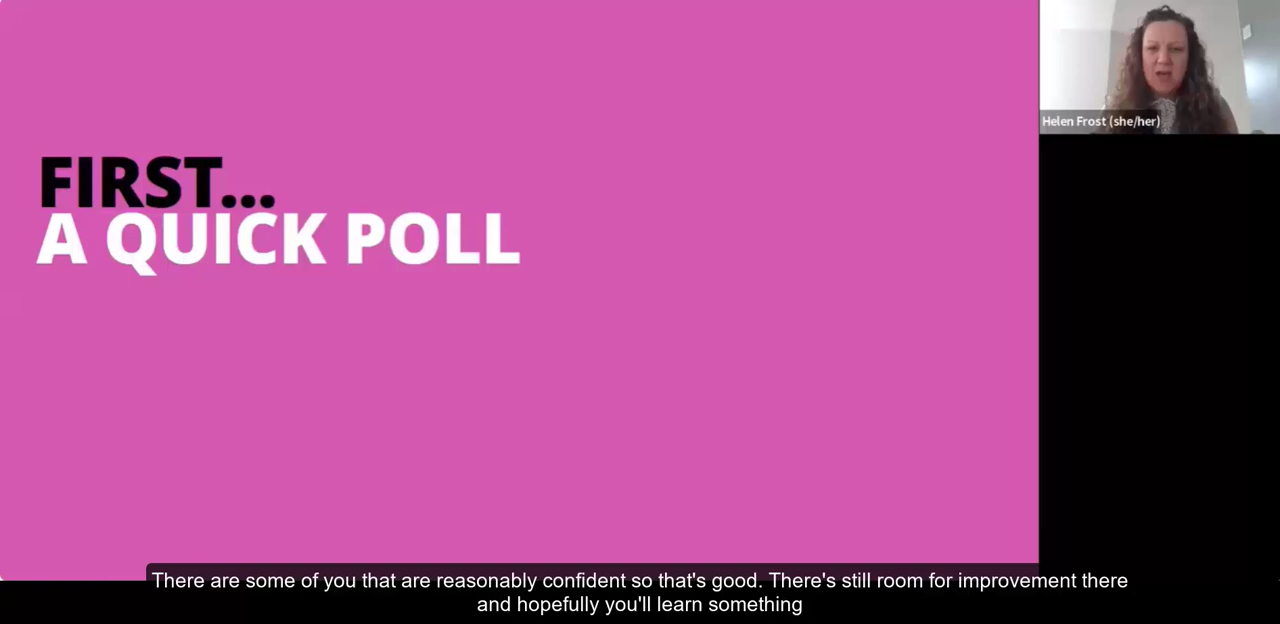 FIRST...
A QUICK POLL
Helen Frost (she/her)
There are some of you that are reasonably confident so that's good. There's still room for improvement there
and hopefully you'll learn something